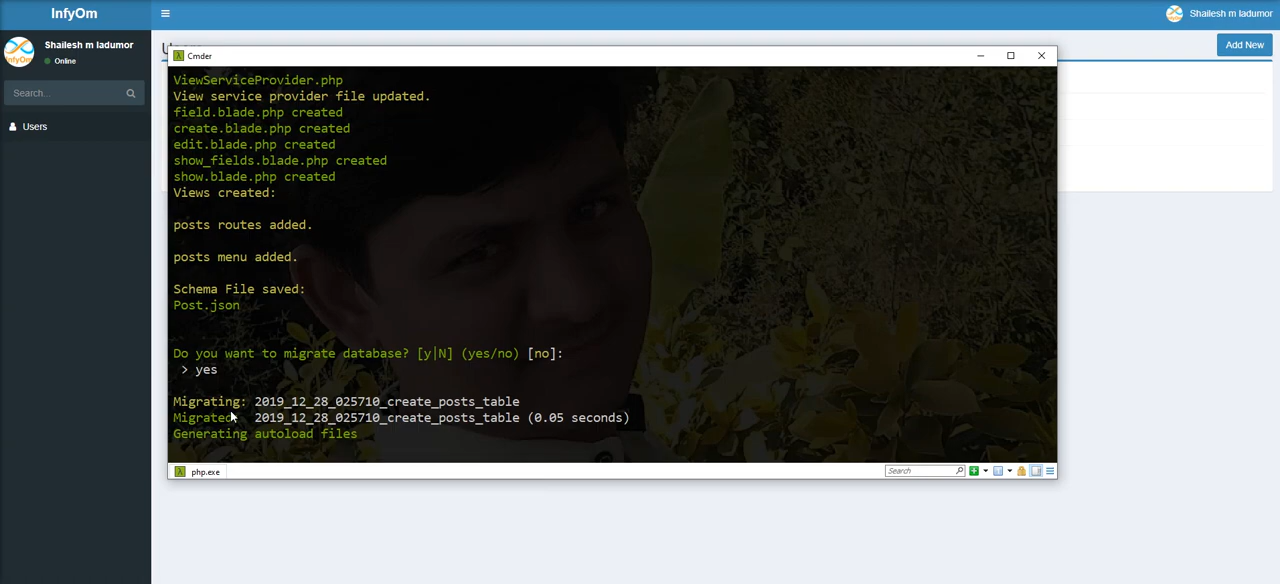 InfyOm
Shailesh m ladumor
Shailesh m ladumor
Online
Search...
Users
Add New
Cmder
ViewServiceProvider.php
View service provider file updated.
field.blade.php created
create.blade.php created
edit.blade.php created
show_fields.blade.php created
show.blade.php created
Views created:
posts routes added.
posts menu added.
Schema File saved:
Post.json
Do you want to migrate database? [y|N] (yes/no) [no]:
> yes
Migrating: 2019_12_28_025710_create_posts_table
Migrated: 2019_12_28_025710_create_posts_table (0.05 seconds)
Generating autoload files
php.exe
Search